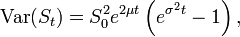 Var(S_t) = S_0^2 e^{2μt} ( e^{σ^2 t} − 1 ),